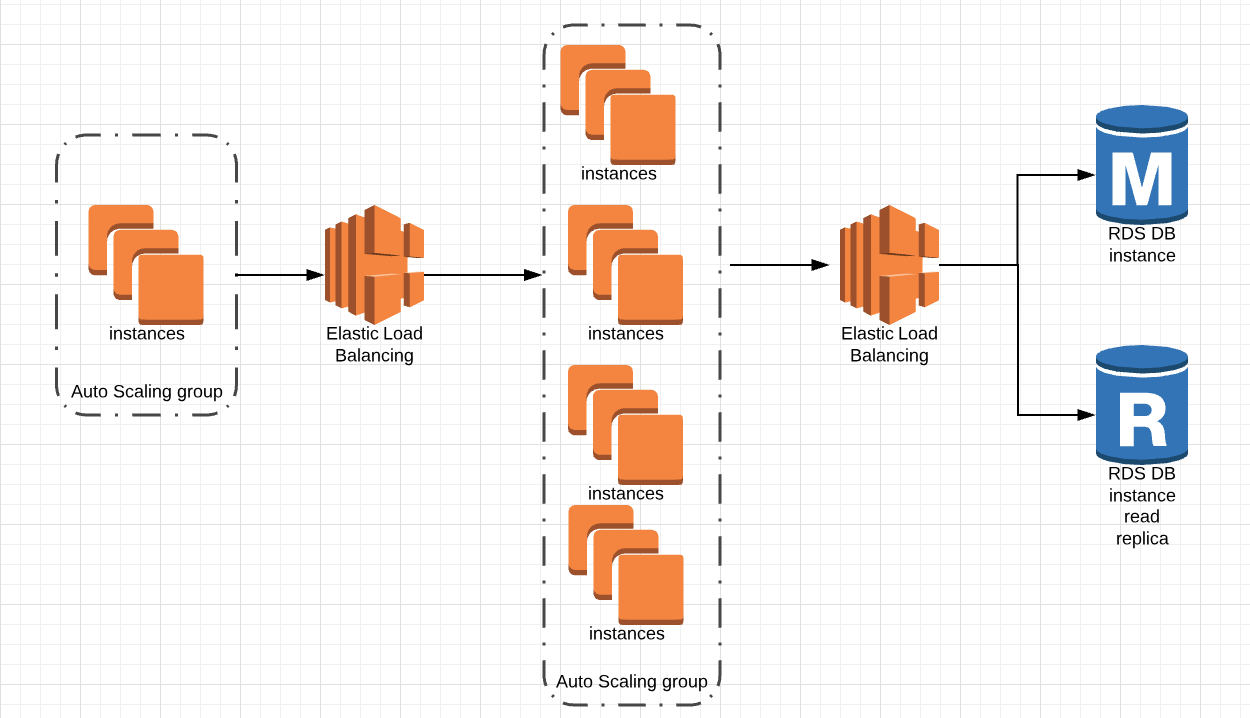 instances
Auto Scaling group
Elastic Load
Balancing
instances
instances
instances
instances
Auto Scaling group
Elastic Load
Balancing
M
RDS DB
instance
R
RDS DB
instance
read
replica